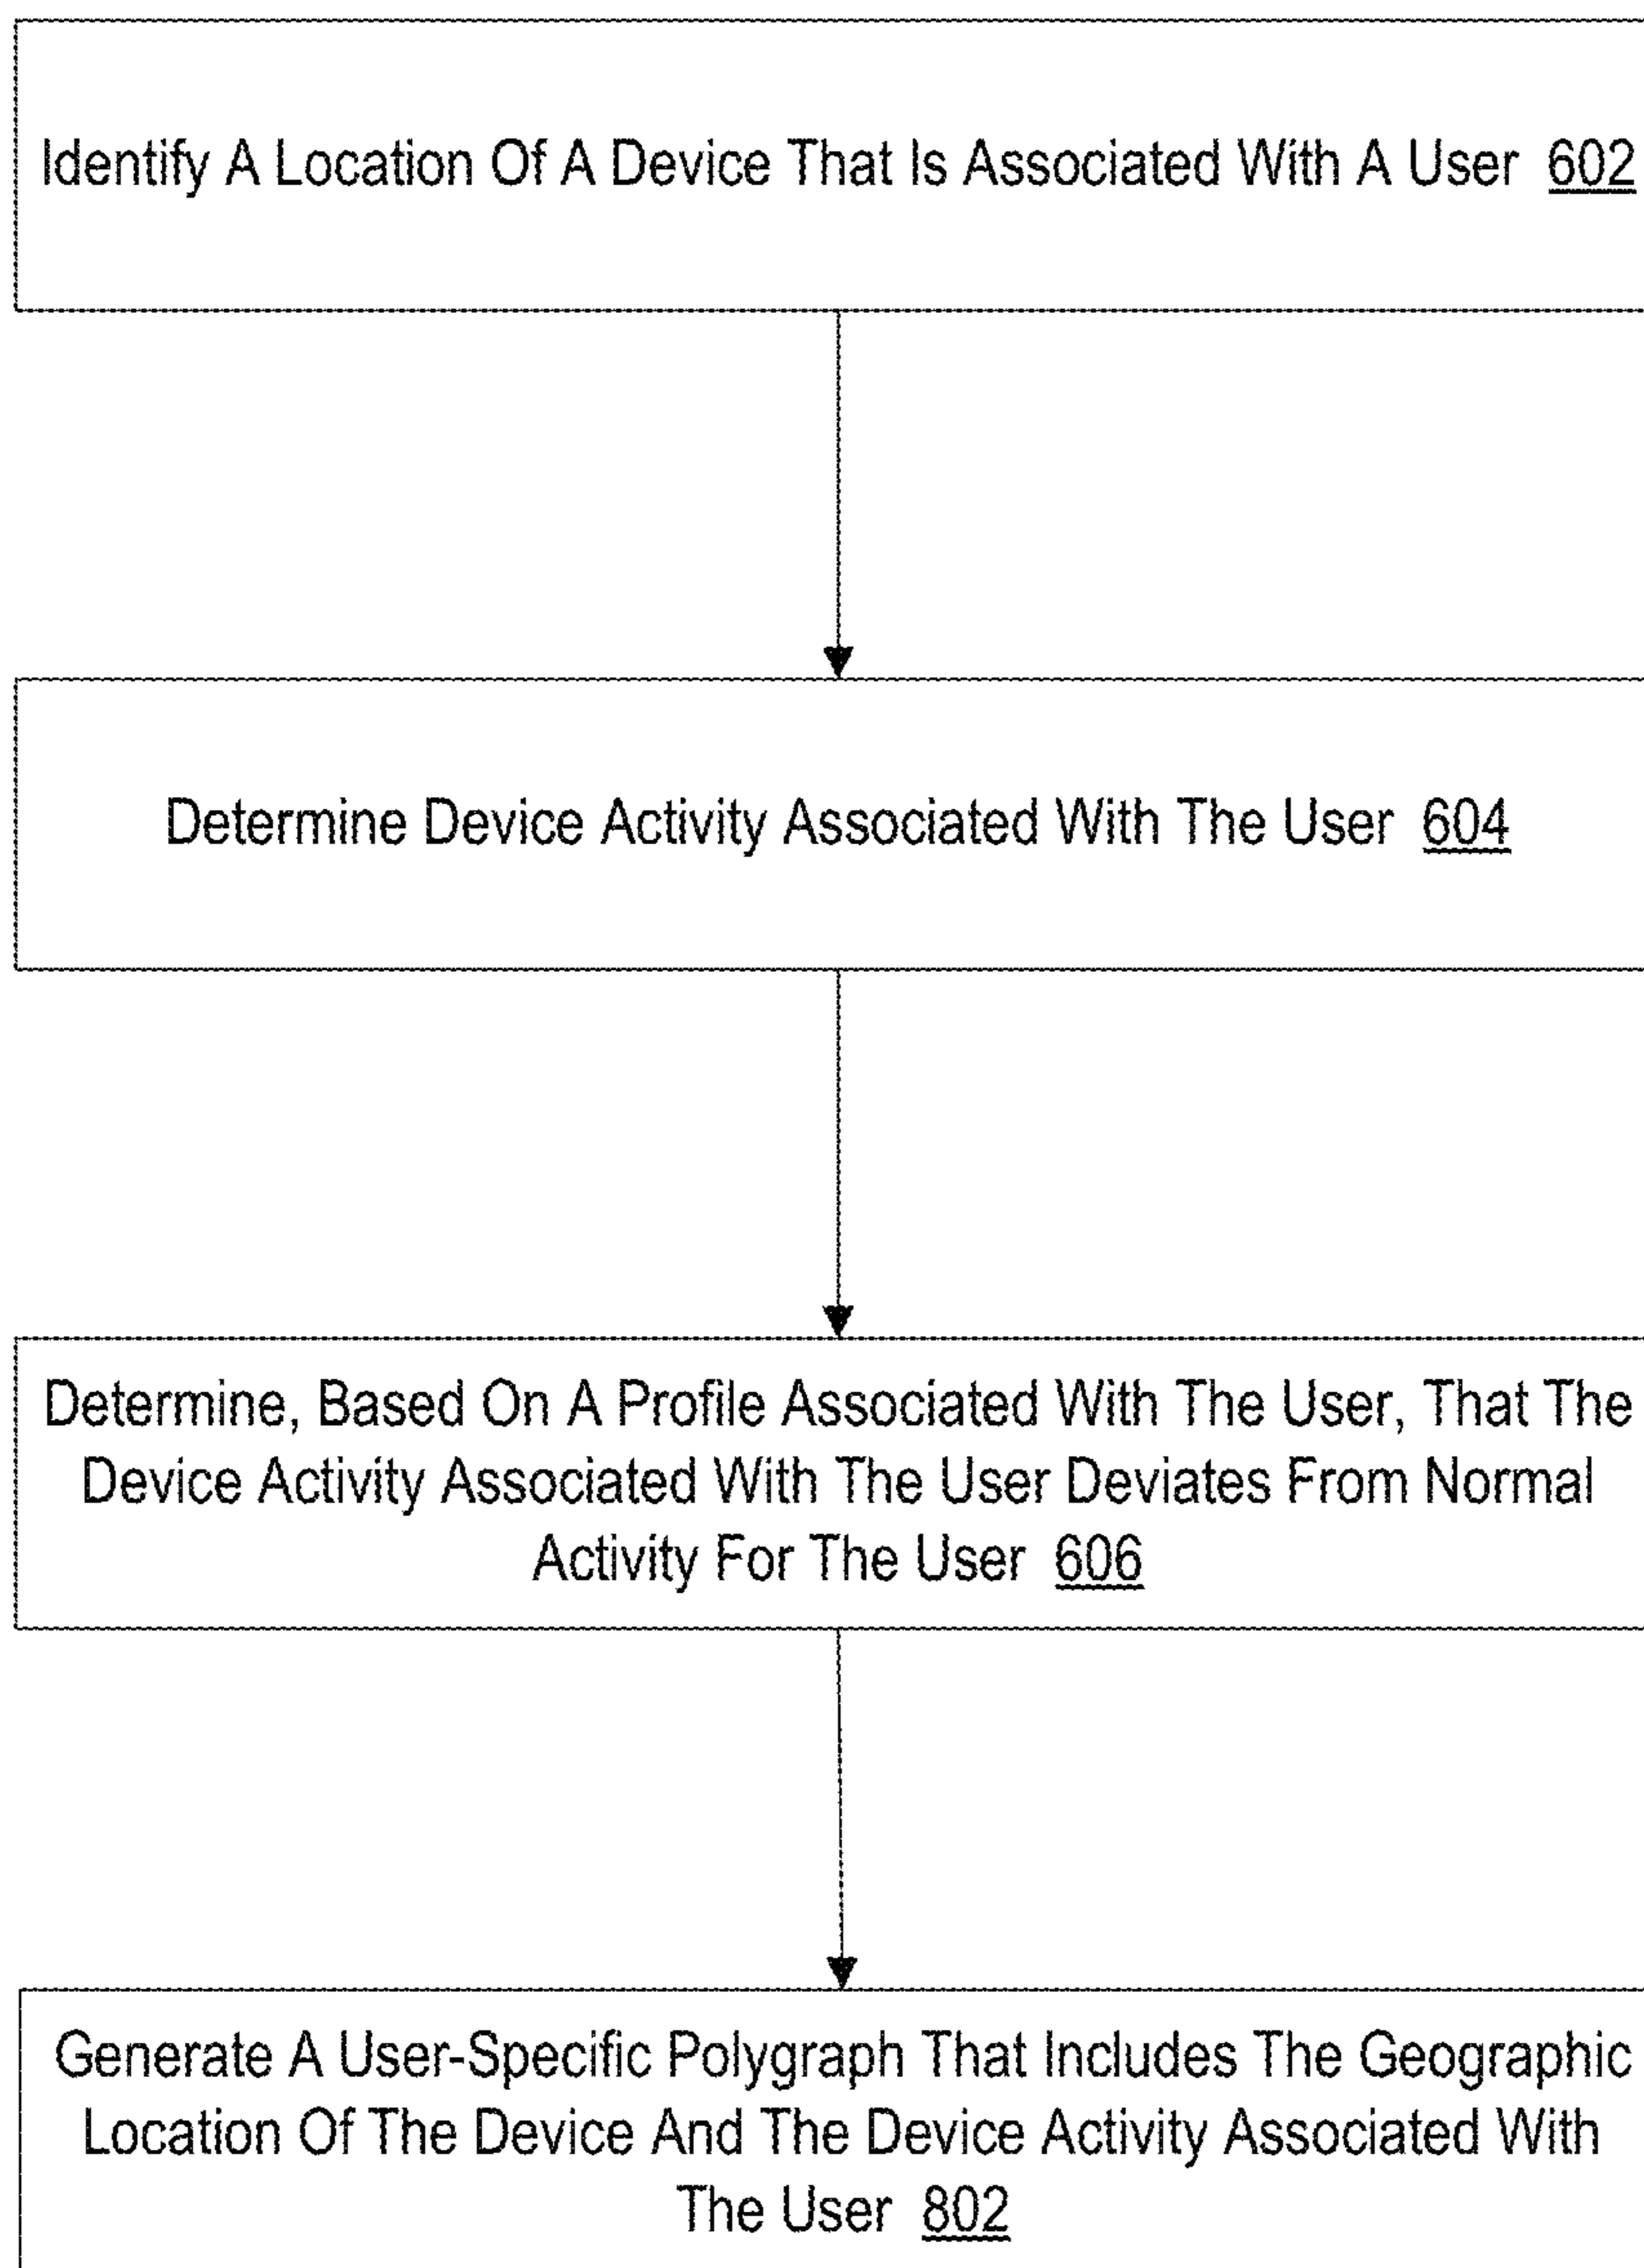 Identify A Location Of A Device That Is Associated With A User 602
Determine Device Activity Associated With The User 604
Determine, Based On A Profile Associated With The User, That The
Device Activity Associated With The User Deviates From Normal
Activity For The User 606
Generate A User-Specific Polygraph That Includes The Geographic
Location Of The Device And The Device Activity Associated With
The User 802